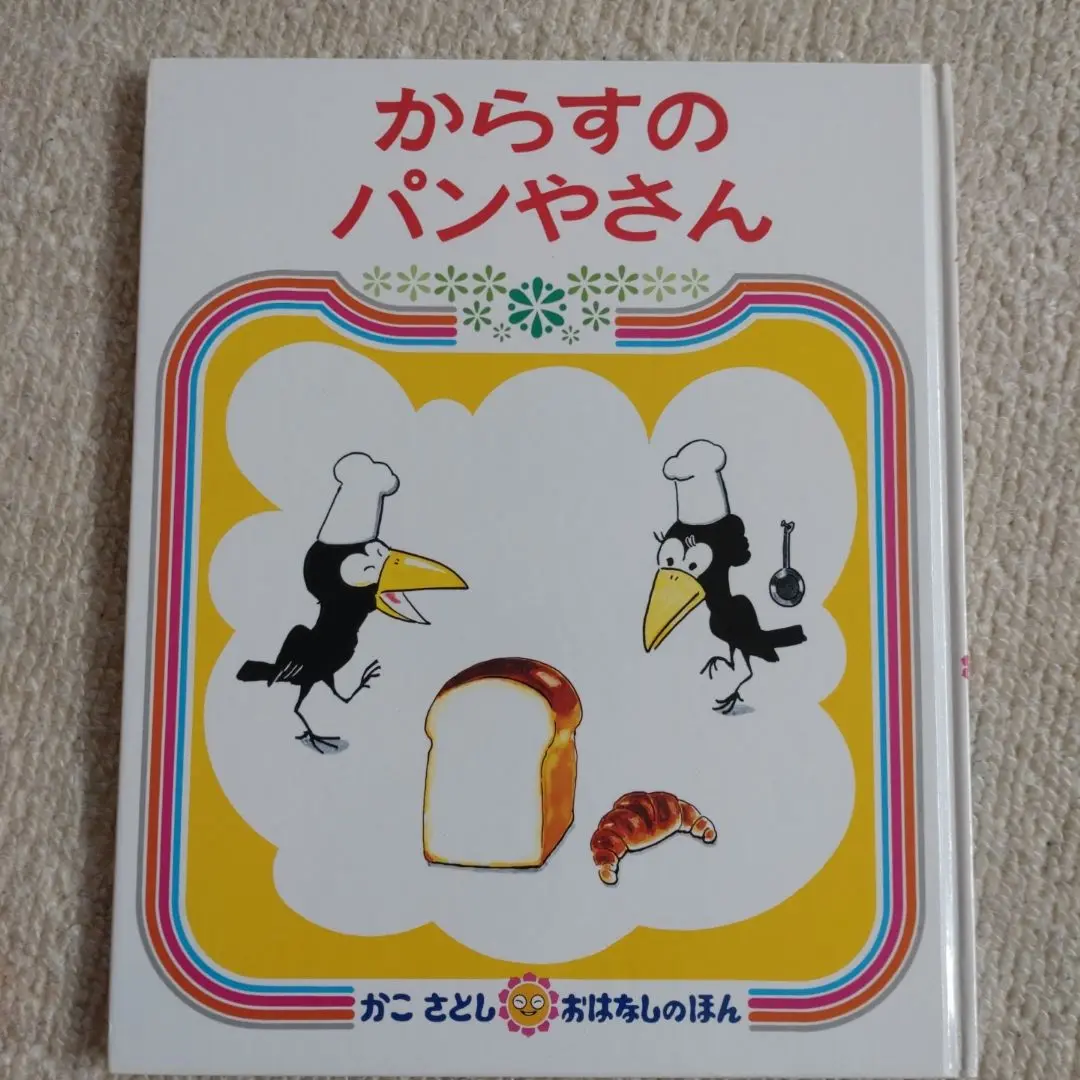 からすの
パンやさん
かこ さとし おはなしのほん